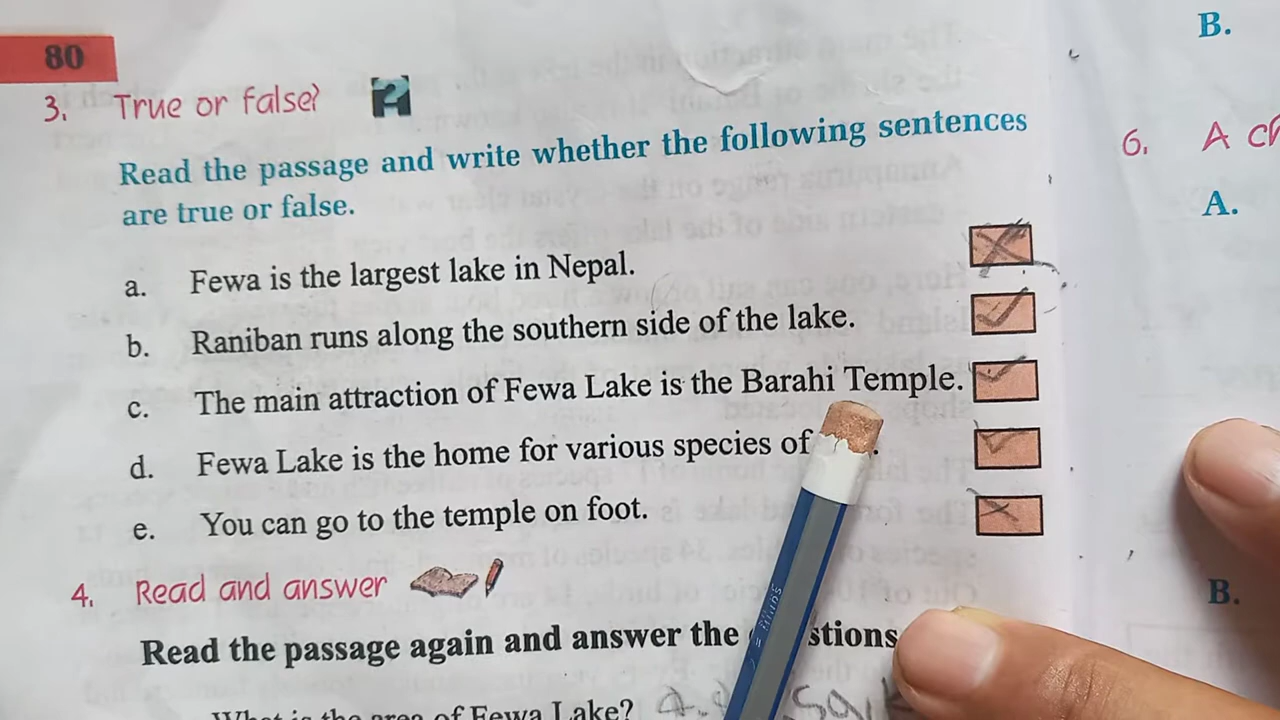 80
3. True or false?
Read the passage and write whether the following sentences
are true or false.
a. Fewa is the largest lake in Nepal.
b. Raniban runs along the southern side of the lake.
c. The main attraction of Fewa Lake is the Barahi Temple.
d. Fewa Lake is the home for various species of
e. You can go to the temple on foot.
4. Read and answer
Read the passage again and answer the
What is the area of Fewa Lake?
B.
6. A
A.
B.